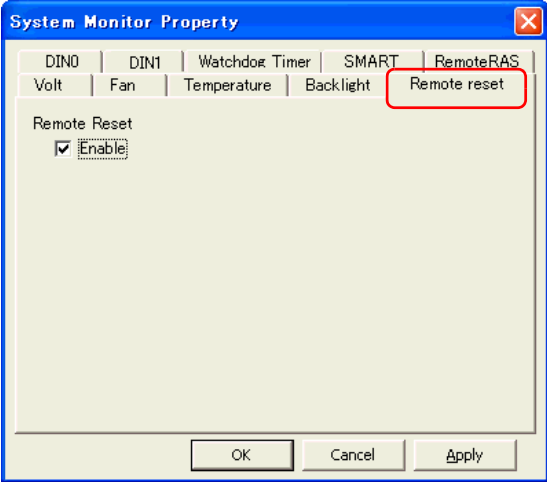 System Monitor Property
DIN0 DIN1 Watchdog Timer SMART RemoteRAS
Volt Fan Temperature Backlight Remote reset
Remote Reset
Enable
OK Cancel Apply